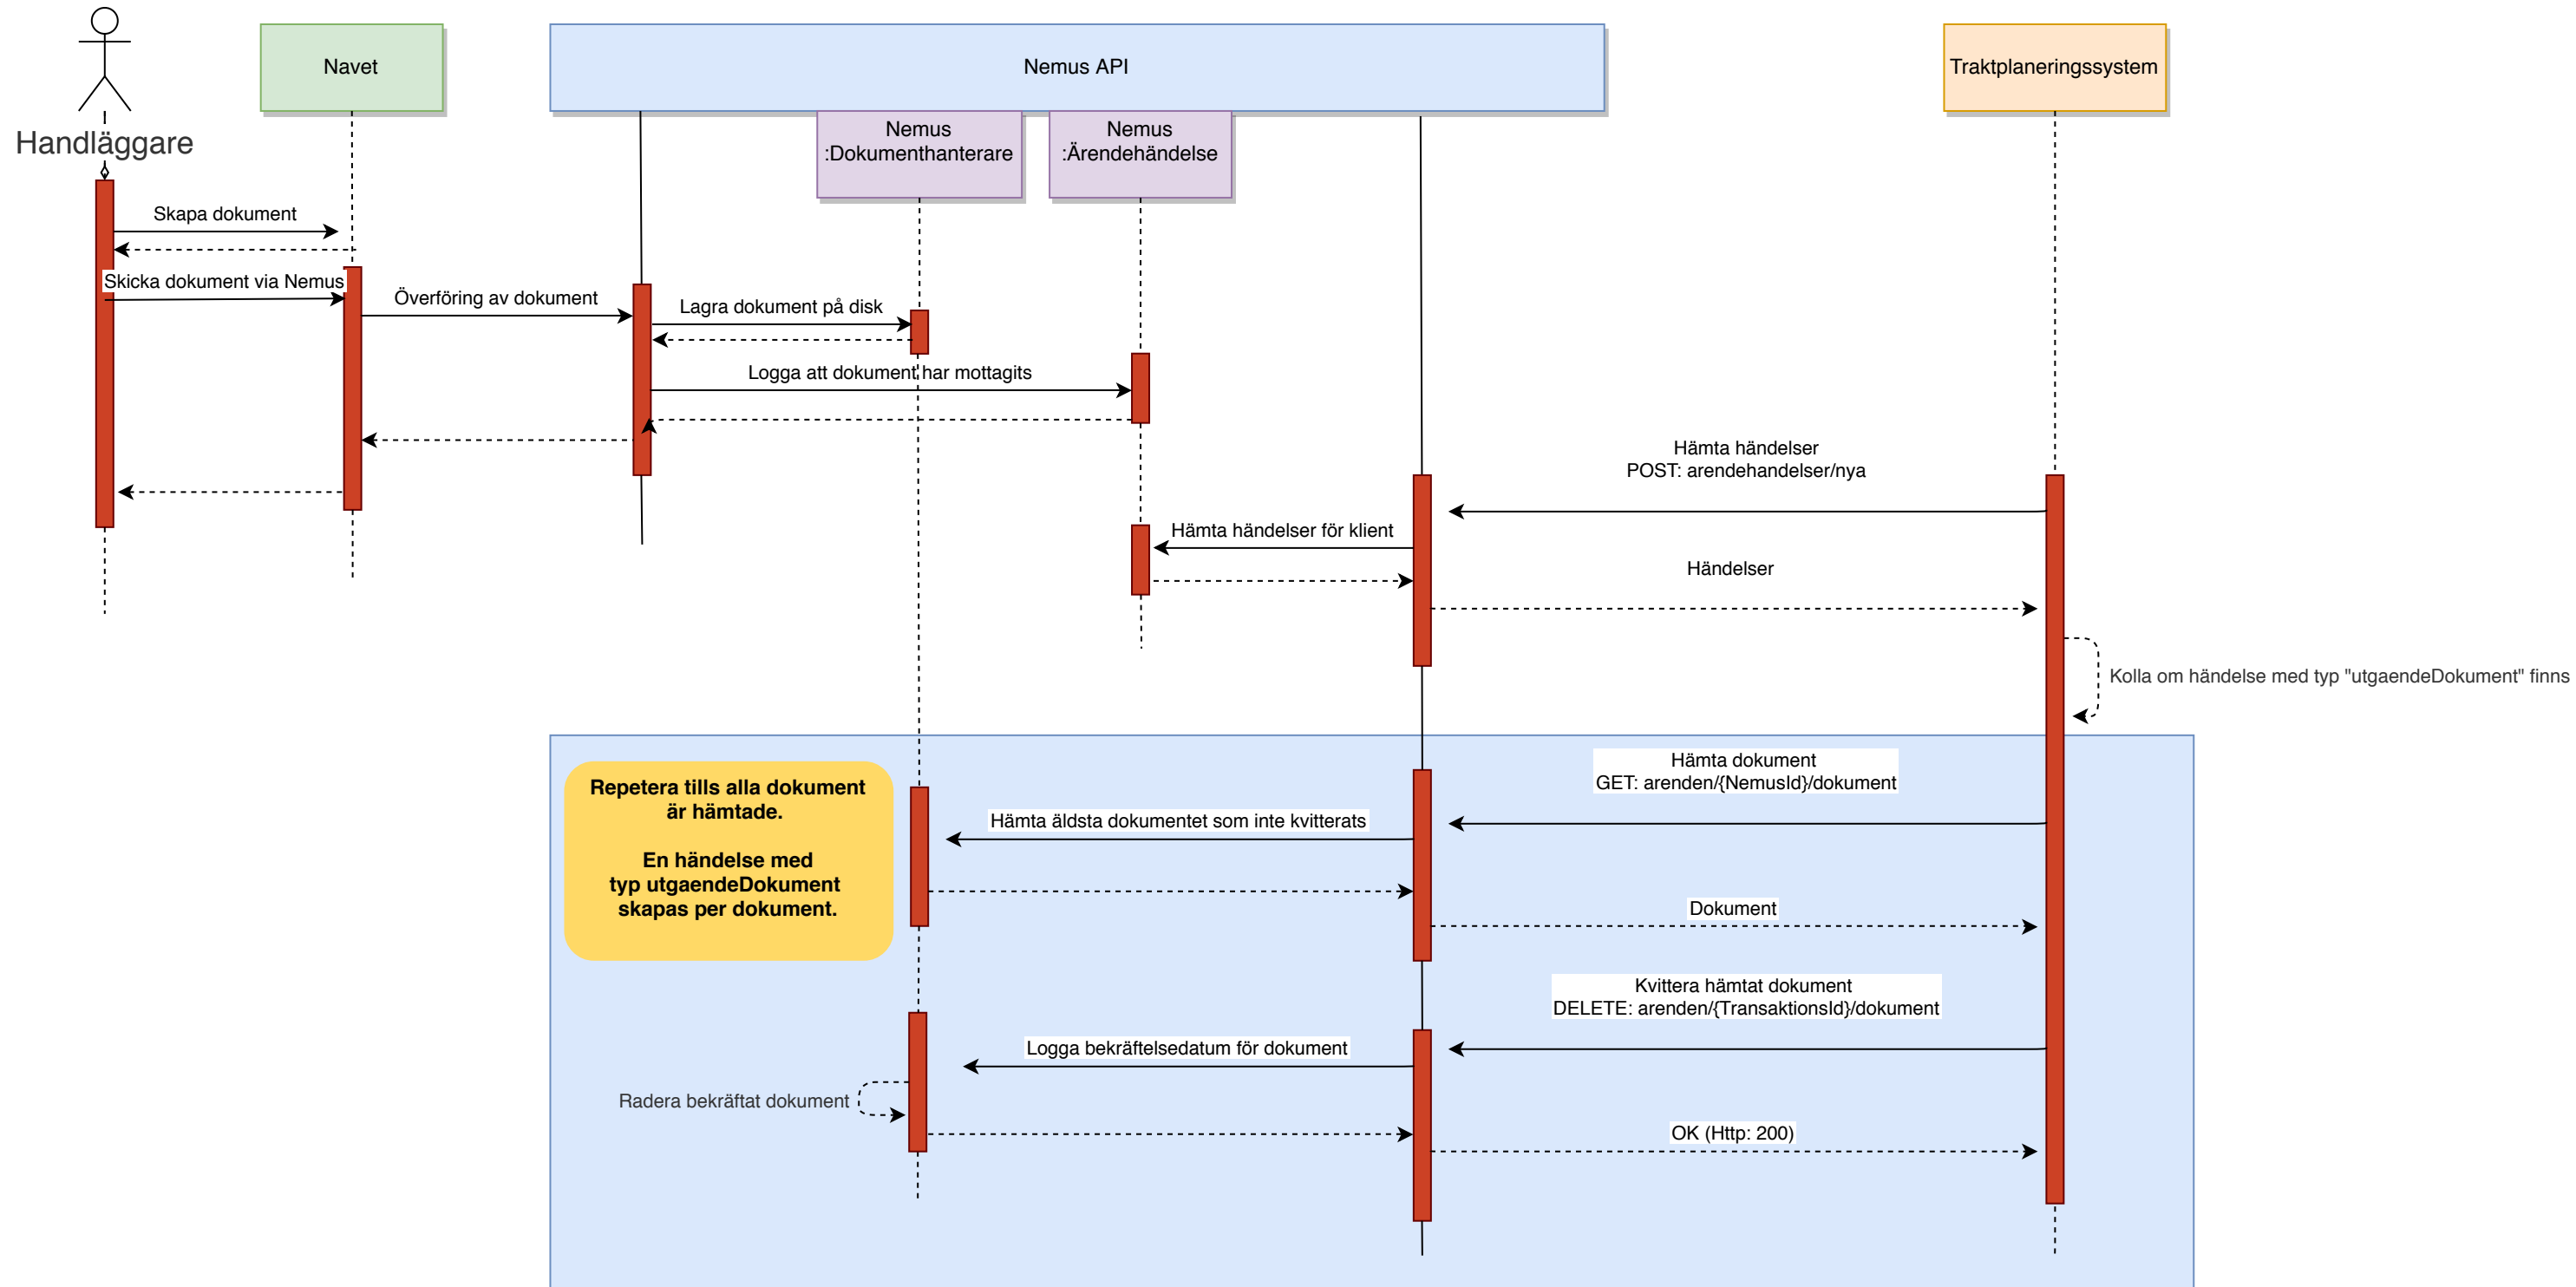 Handläggare
Navet
Nemus API
Traktplaneringssystem
Nemus
:Dokumenthanterare
Nemus
:Ärendehändelse
Skapa dokument
Skicka dokument via Nemus
Överföring av dokument
Lagra dokument på disk
Logga att dokument har mottagits
Hämta händelser
POST: arendehandelser/nya
Hämta händelser för klient
Händelser
Kolla om händelse med typ "utgaendeDokument" finns
Repetera tills alla dokument
är hämtade.
En händelse med
typ utgaendeDokument
skapas per dokument.
Hämta dokument
GET: arenden/{NemusId}/dokument
Hämta äldsta dokumentet som inte kvitterats
Dokument
Kvittera hämtat dokument
DELETE: arenden/{TransaktionsId}/dokument
Logga bekräftelsedatum för dokument
Radera bekräftat dokument
OK (Http: 200)